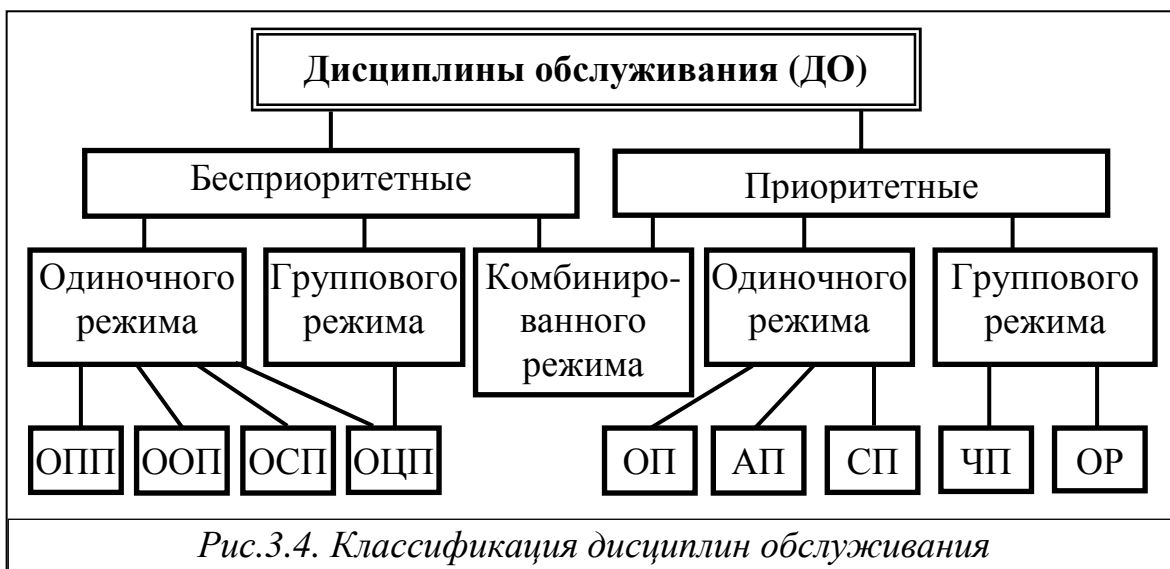 Дисциплины обслуживания (ДО)
Бесприоритетные
Приоритетные
Одиночного
режима
Группового
режима
Комбиниро-
ванного
режима
Одиночного
режима
Группового
режима
ОПП
ООП
ОСП
ОЦП
ОП
АП
СП
ЧП
ОР
Рис.3.4. Классификация дисциплин обслуживания